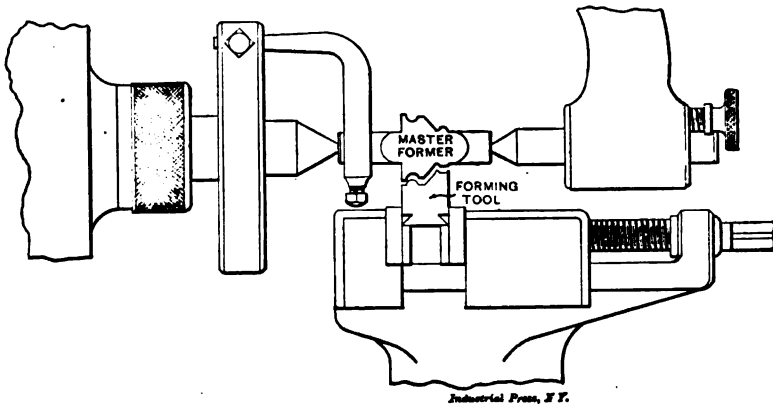 MASTER
FORMER
FORMING
TOOL
Industrial Press, N Y.